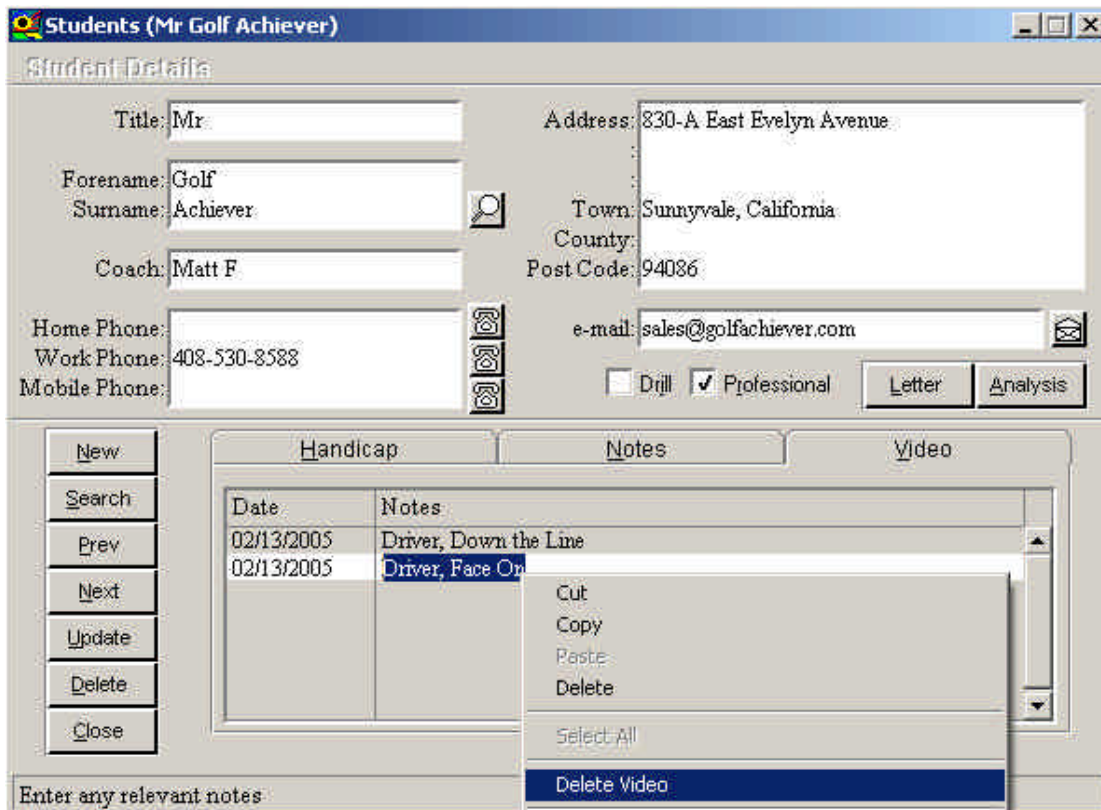 Students (Mr Golf Achiever)
Student Details
Title: Mr
Forename: Golf
Surname: Achiever
Coach: Matt F
Home Phone:
Work Phone: 408-530-8588
Mobile Phone:
Address: 830-A East Evelyn Avenue
:
:
Town: Sunnyvale, California
County:
Post Code: 94086
e-mail: sales@golfachiever.com
Drill Professional Letter Analysis
New
Search
Prev
Next
Update
Delete
Close
Handicap Notes Video
Date Notes
02/13/2005 Driver, Down the Line
02/13/2005 Driver, Face On
Cut
Copy
Paste
Delete
Select All
Delete Video
Enter any relevant notes